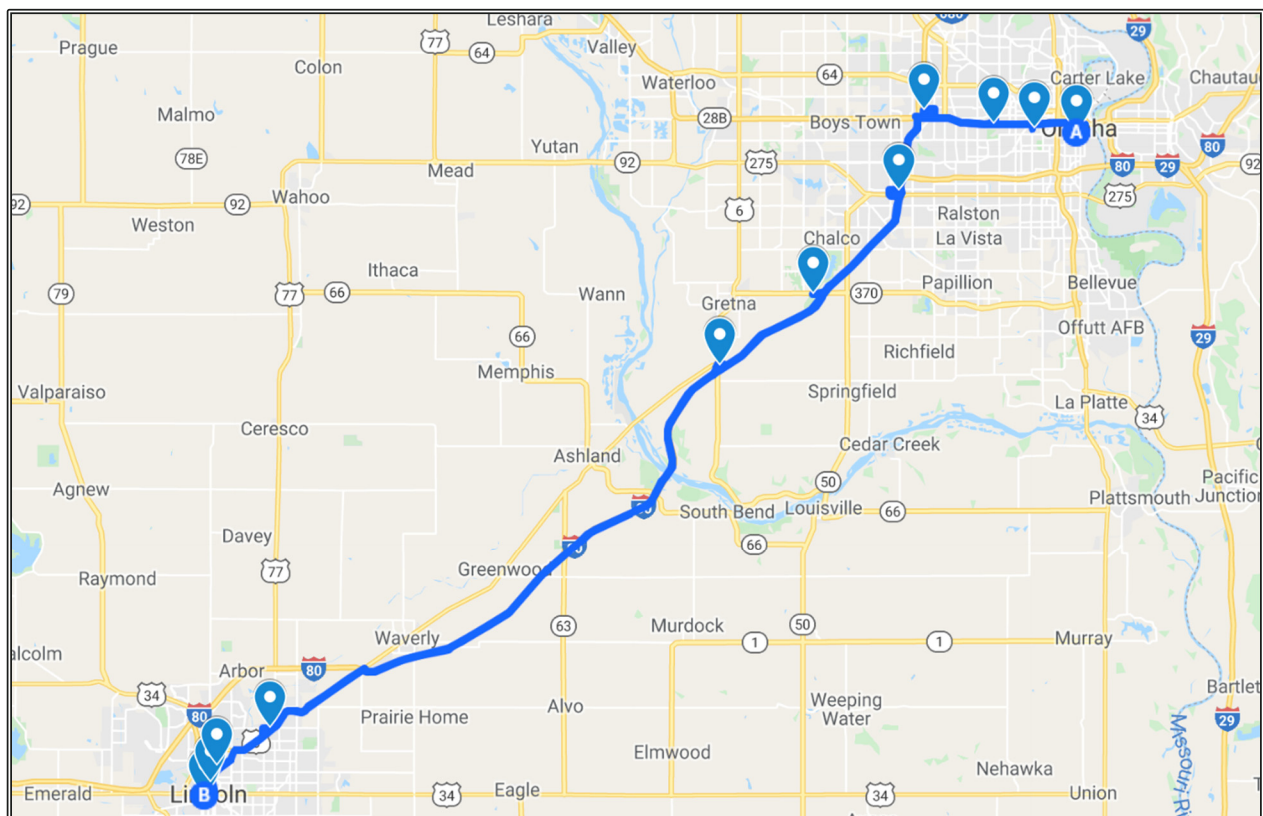 Leshara
29
Prague
77
64
Valley
680
Colon
Waterloo
64
Carter Lake
Malmo
28B
Boys Town
A
78E
Yutan
80
Mead
92
275
80
29
92
Wahoo
92
92
6
275
Weston
Ralston
La Vista
Chalco
Ithaca
79
77
66
Wann
370
Papillion
Bellevue
Gretna
66
Offutt AFB
29
Memphis
Richfield
Valparaiso
Springfield
La Platte
34
Ceresco
Cedar Creek
Ashland
50
Pacific
Junction
Agnew
South Bend
Louisville
66
Plattsmouth
Davey
66
77
Greenwood
Raymond
63
Murdock
50
Waverly
1
1
Murray
Arbor
80
34
Bartlet
80
Prairie Home
Alvo
Weeping
Water
29
Missouri Ri
Elmwood
Nehawka
Emerald
B
34
Eagle
34
Union